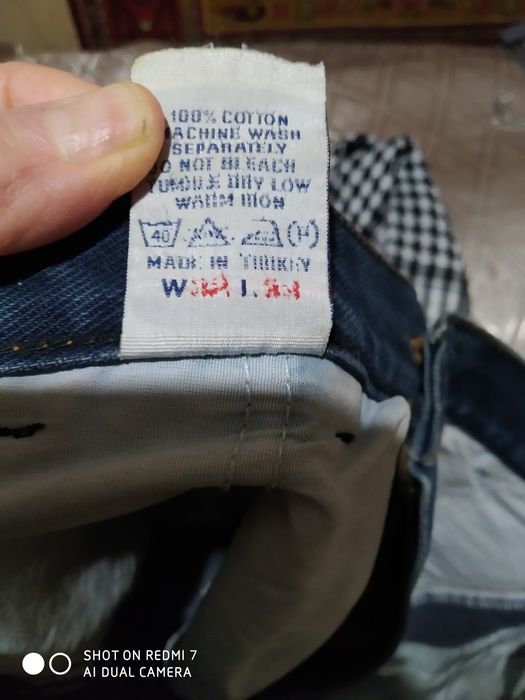 100% COTTON
MACHINE WASH
SEPARATELY
DO NOT BLEACH
TUMBLE DRY LOW
WARM IRON
40
MADE IN TURKEY
W L
SHOT ON REDMI 7
AI DUAL CAMERA